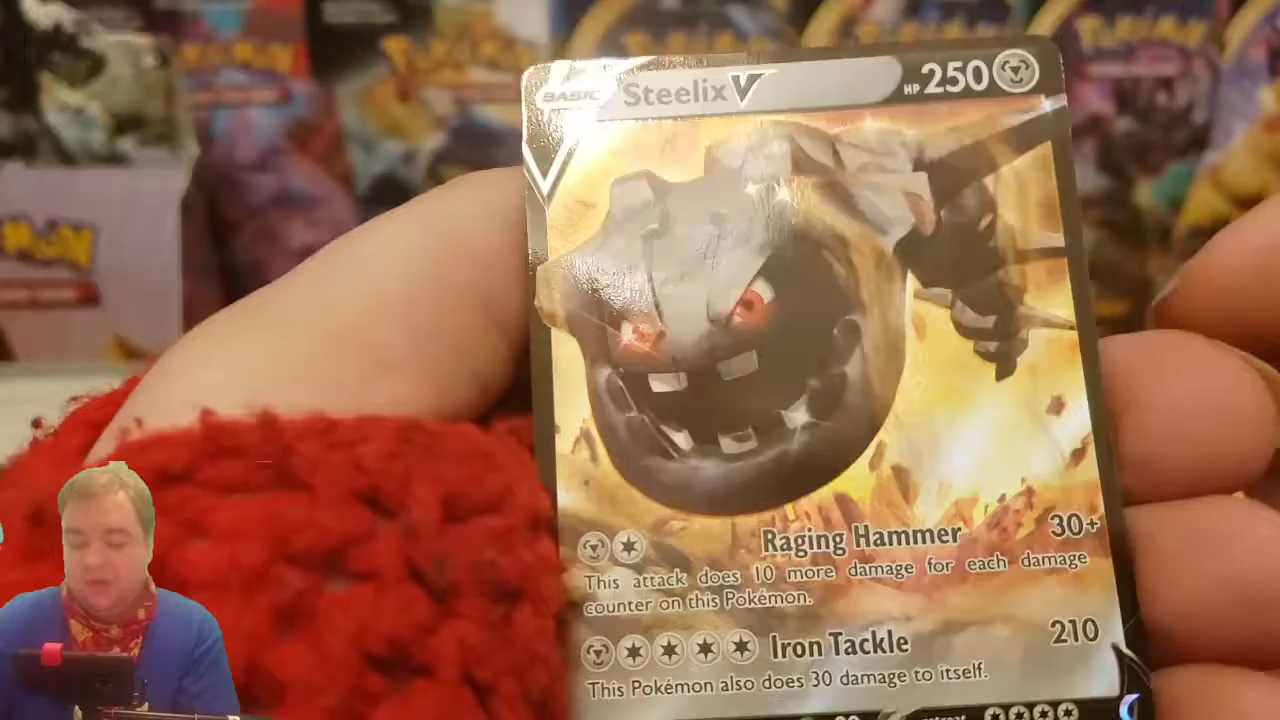 BASIC Steelix V HP 250
Raging Hammer 30+
This attack does 10 more damage for each damage
counter on this Pokémon.
Iron Tackle 210
This Pokémon also does 30 damage to itself.